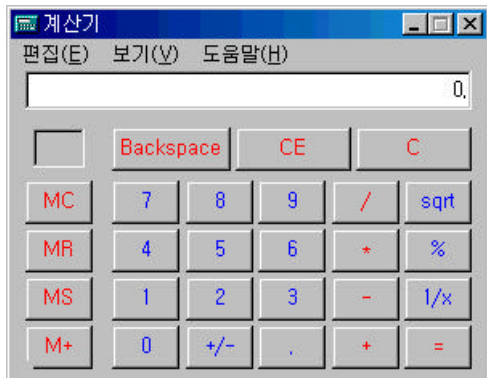 계산기
편집(E) 보기(V) 도움말(H)
0.
Backspace CE C
MC 7 8 9 / sqrt
MR 4 5 6 * %
MS 1 2 3 - 1/x
M+ 0 +/- . + =